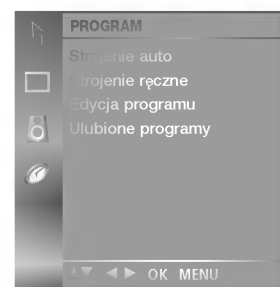 PROGRAM
Strojenie auto
Strojenie ręczne
Edycja programu
Ulubione programy
OK MENU